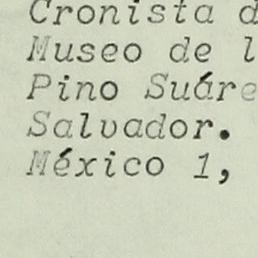 Cronista d
Museo de l
Pino Suáre
Salvador.
México 1,